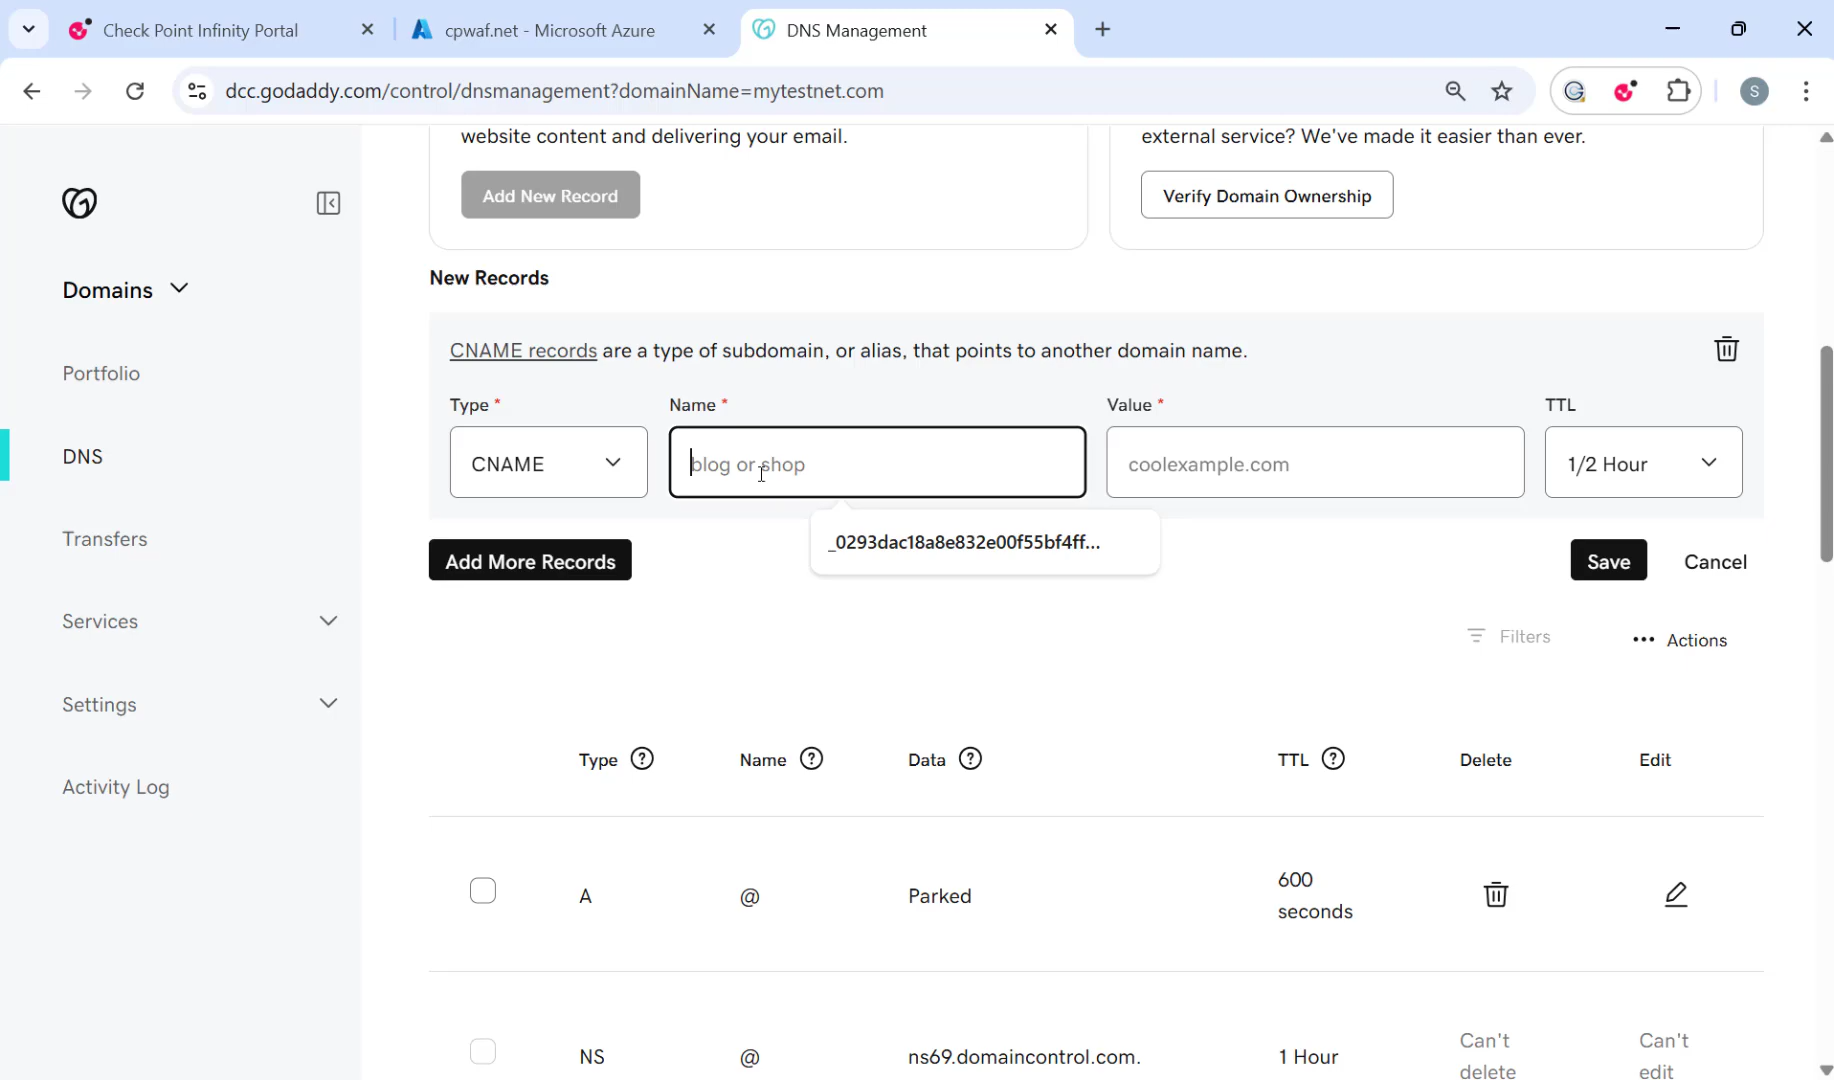 Check Point Infinity Portal
cpwaf.net - Microsoft Azure
DNS Management
dcc.godaddy.com/control/dnsmanagement?domainName=mytestnet.com
S
website content and delivering your email.
external service? We've made it easier than ever.
Add New Record
Verify Domain Ownership
Domains
Portfolio
DNS
Transfers
Services
Settings
Activity Log
New Records
CNAME records are a type of subdomain, or alias, that points to another domain name.
Type *
Name *
Value *
TTL
CNAME
blog or shop
coolexample.com
1/2 Hour
_0293dac18a8e832e00f55bf4ff...
Add More Records
Save
Cancel
Filters
Actions
Type
Name
Data
TTL
Delete
Edit
A
@
Parked
600
seconds
NS
@
ns69.domaincontrol.com.
1 Hour
Can't
delete
Can't
edit